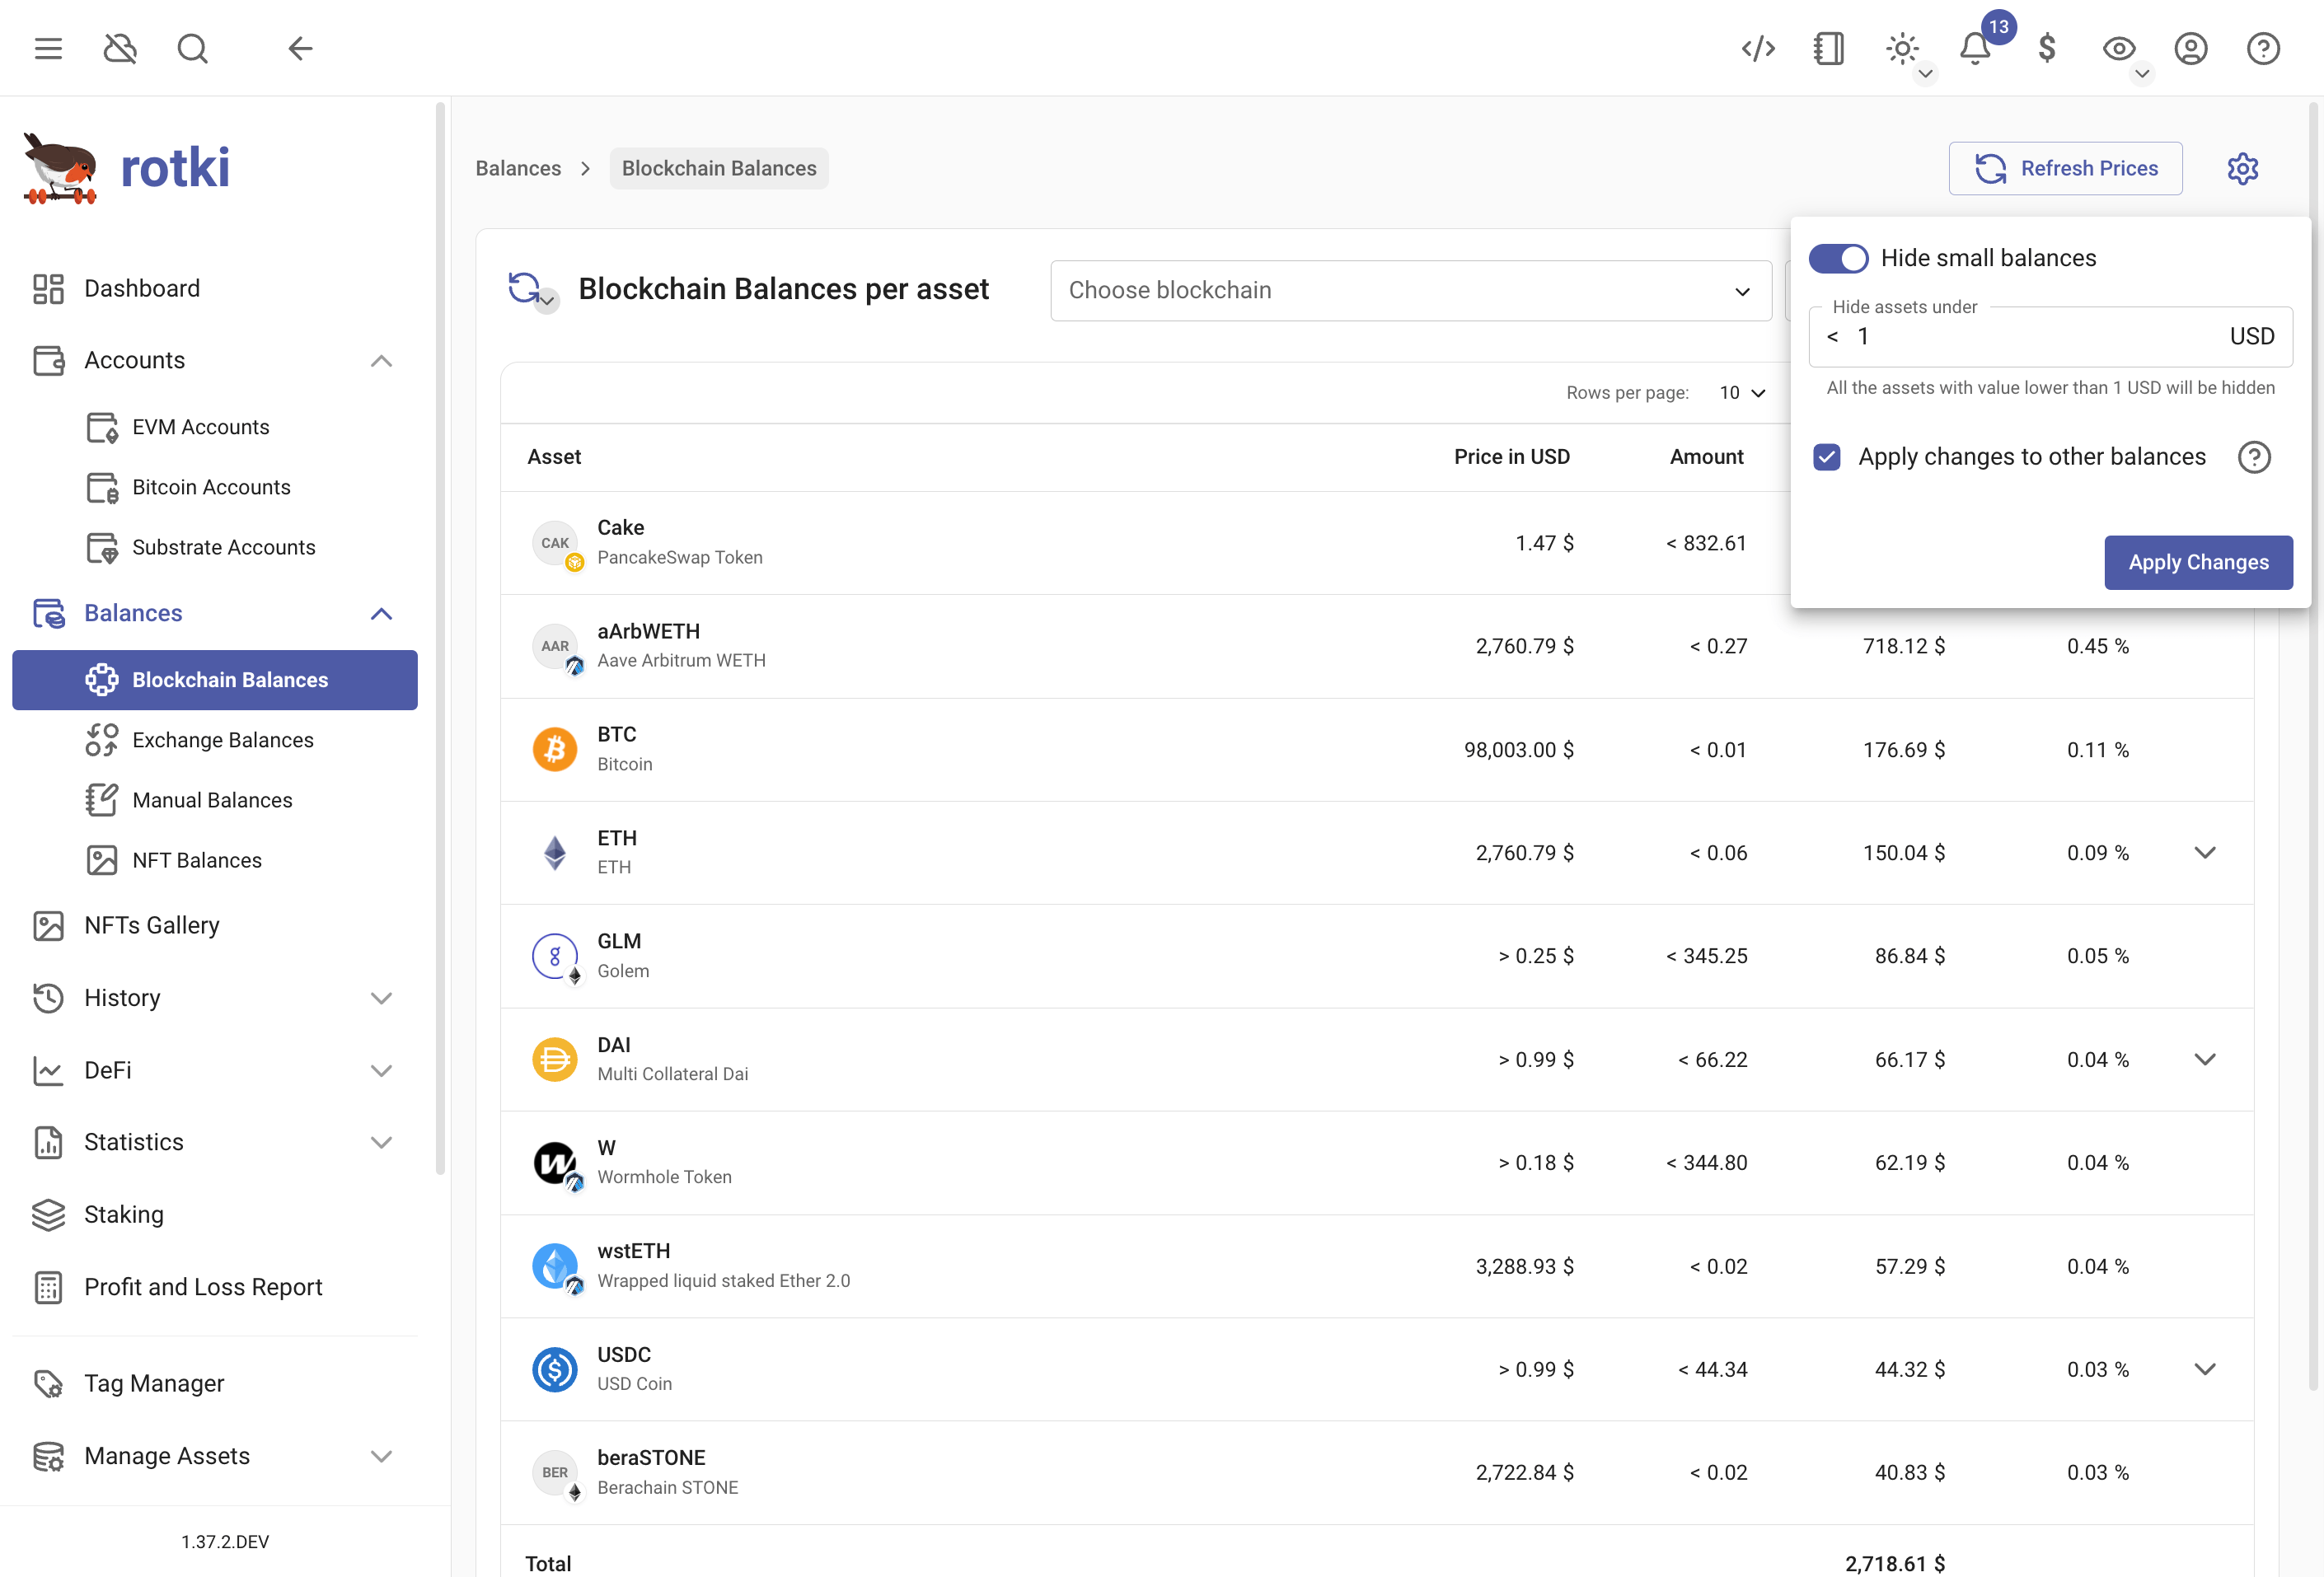 13
rotki
Balances
Blockchain Balances
Refresh Prices
Dashboard
Accounts
EVM Accounts
Bitcoin Accounts
Substrate Accounts
Balances
Blockchain Balances
Exchange Balances
Manual Balances
NFT Balances
NFTs Gallery
History
DeFi
Statistics
Staking
Profit and Loss Report
Tag Manager
Manage Assets
1.37.2.DEV
Blockchain Balances per asset
Choose blockchain
Hide small balances
Hide assets under
< 1 USD
All the assets with value lower than 1 USD will be hidden
Apply changes to other balances
Apply Changes
Rows per page: 10
Asset Price in USD Amount
CAK Cake 1.47 $ < 832.61
PancakeSwap Token
AAR aArbWETH 2,760.79 $ < 0.27 718.12 $ 0.45 %
Aave Arbitrum WETH
BTC 98,003.00 $ < 0.01 176.69 $ 0.11 %
Bitcoin
ETH 2,760.79 $ < 0.06 150.04 $ 0.09 %
ETH
GLM > 0.25 $ < 345.25 86.84 $ 0.05 %
Golem
DAI > 0.99 $ < 66.22 66.17 $ 0.04 %
Multi Collateral Dai
W > 0.18 $ < 344.80 62.19 $ 0.04 %
Wormhole Token
wstETH 3,288.93 $ < 0.02 57.29 $ 0.04 %
Wrapped liquid staked Ether 2.0
USDC > 0.99 $ < 44.34 44.32 $ 0.03 %
USD Coin
BER beraSTONE 2,722.84 $ < 0.02 40.83 $ 0.03 %
Berachain STONE
Total 2,718.61 $